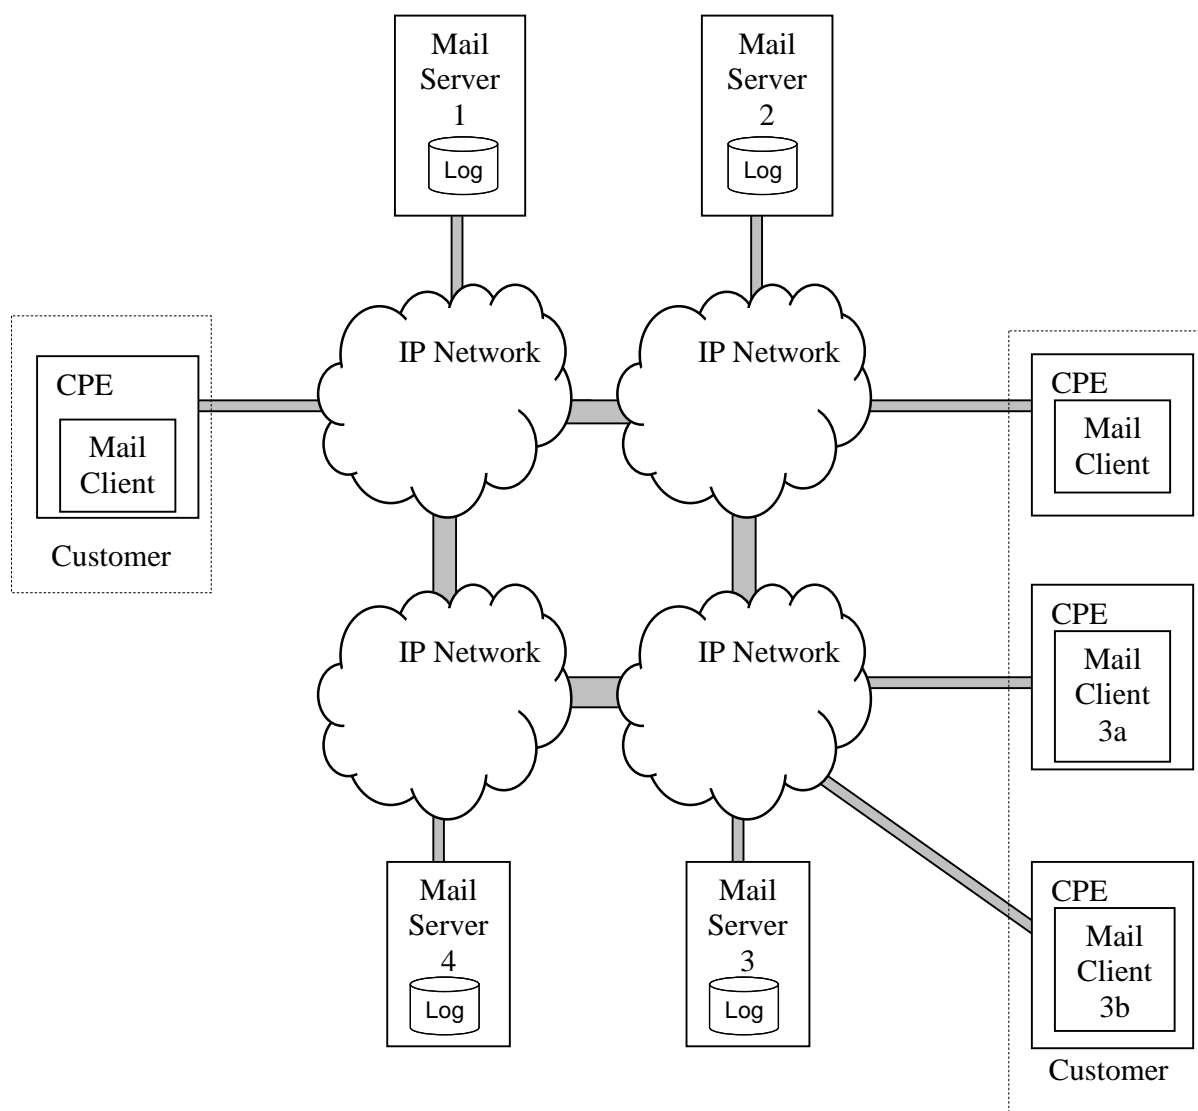 Mail
Server
1
Log
Mail
Server
2
Log
IP Network
IP Network
CPE
Mail
Client
Customer
CPE
Mail
Client
IP Network
IP Network
CPE
Mail
Client
3a
Mail
Server
4
Log
Mail
Server
3
Log
CPE
Mail
Client
3b
Customer